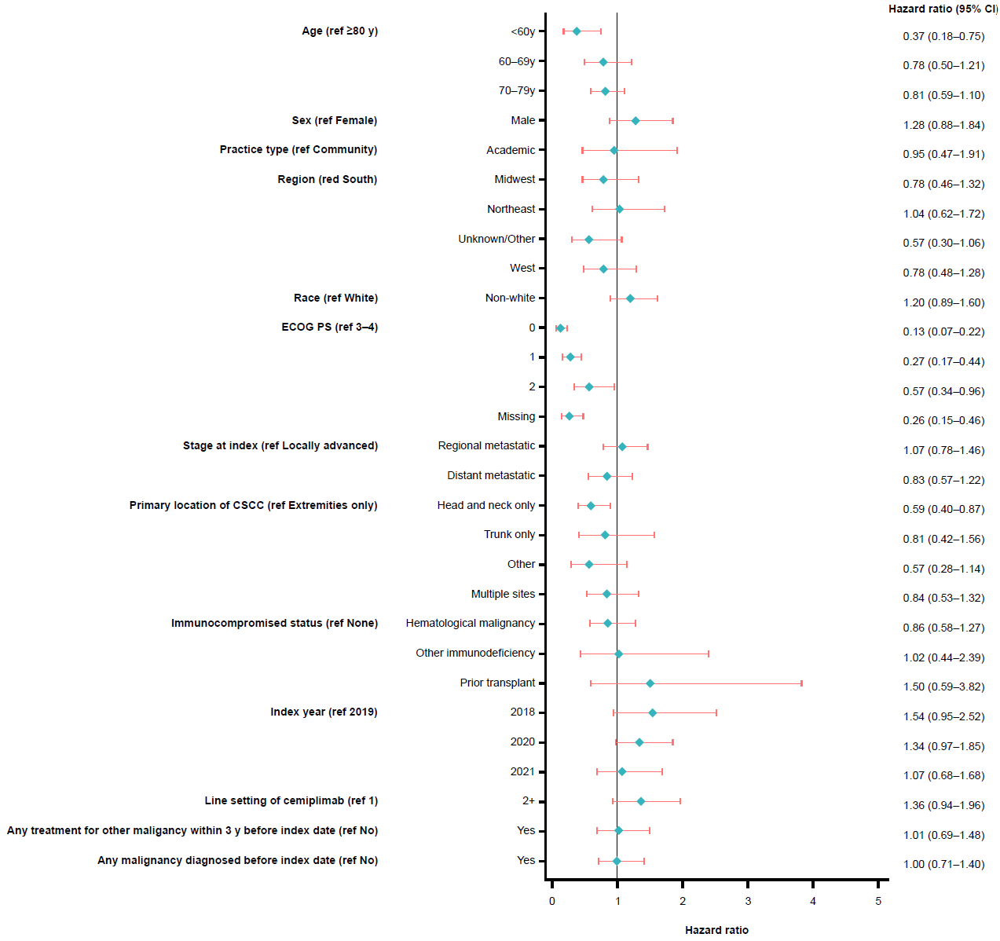 Hazard ratio (95% CI)
Age (ref ≥80 y) <60y 0.37 (0.18–0.75)
60–69y 0.78 (0.50–1.21)
70–79y 0.81 (0.59–1.10)
Sex (ref Female) Male 1.28 (0.88–1.84)
Practice type (ref Community) Academic 0.95 (0.47–1.91)
Region (red South) Midwest 0.78 (0.46–1.32)
Northeast 1.04 (0.62–1.72)
Unknown/Other 0.57 (0.30–1.06)
West 0.78 (0.48–1.28)
Race (ref White) Non-white 1.20 (0.89–1.60)
ECOG PS (ref 3–4) 0 0.13 (0.07–0.22)
1 0.27 (0.17–0.44)
2 0.57 (0.34–0.96)
Missing 0.26 (0.15–0.46)
Stage at index (ref Locally advanced) Regional metastatic 1.07 (0.78–1.46)
Distant metastatic 0.83 (0.57–1.22)
Primary location of CSCC (ref Extremities only) Head and neck only 0.59 (0.40–0.87)
Trunk only 0.81 (0.42–1.56)
Other 0.57 (0.28–1.14)
Multiple sites 0.84 (0.53–1.32)
Immunocompromised status (ref None) Hematological malignancy 0.86 (0.58–1.27)
Other immunodeficiency 1.02 (0.44–2.39)
Prior transplant 1.50 (0.59–3.82)
Index year (ref 2019) 2018 1.54 (0.95–2.52)
2020 1.34 (0.97–1.85)
2021 1.07 (0.68–1.68)
Line setting of cemiplimab (ref 1) 2+ 1.36 (0.94–1.96)
Any treatment for other maligancy within 3 y before index date (ref No) Yes 1.01 (0.69–1.48)
Any malignancy diagnosed before index date (ref No) Yes 1.00 (0.71–1.40)
0 1 2 3 4 5
Hazard ratio